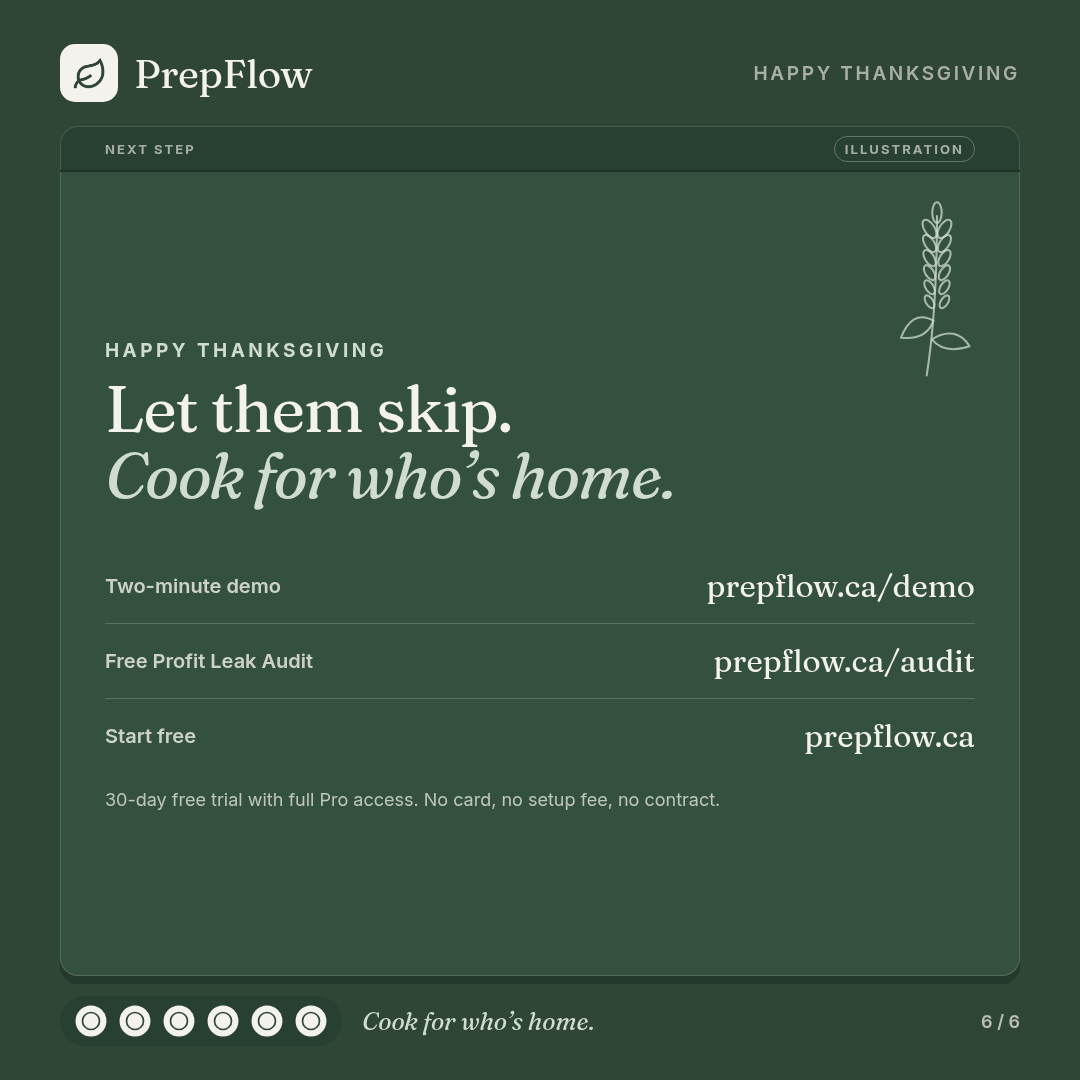 PrepFlow
HAPPY THANKSGIVING
NEXT STEP
ILLUSTRATION
HAPPY THANKSGIVING
Let them skip.
Cook for who’s home.
Two-minute demo
prepflow.ca/demo
Free Profit Leak Audit
prepflow.ca/audit
Start free
prepflow.ca
30-day free trial with full Pro access. No card, no setup fee, no contract.
Cook for who’s home.
6 / 6